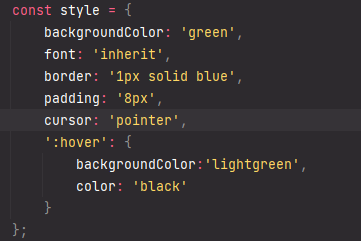 const style = {
    backgroundColor: 'green',
    font: 'inherit',
    border: '1px solid blue',
    padding: '8px',
    cursor: 'pointer',
    ':hover': {
        backgroundColor:'lightgreen',
        color: 'black'
    }
};